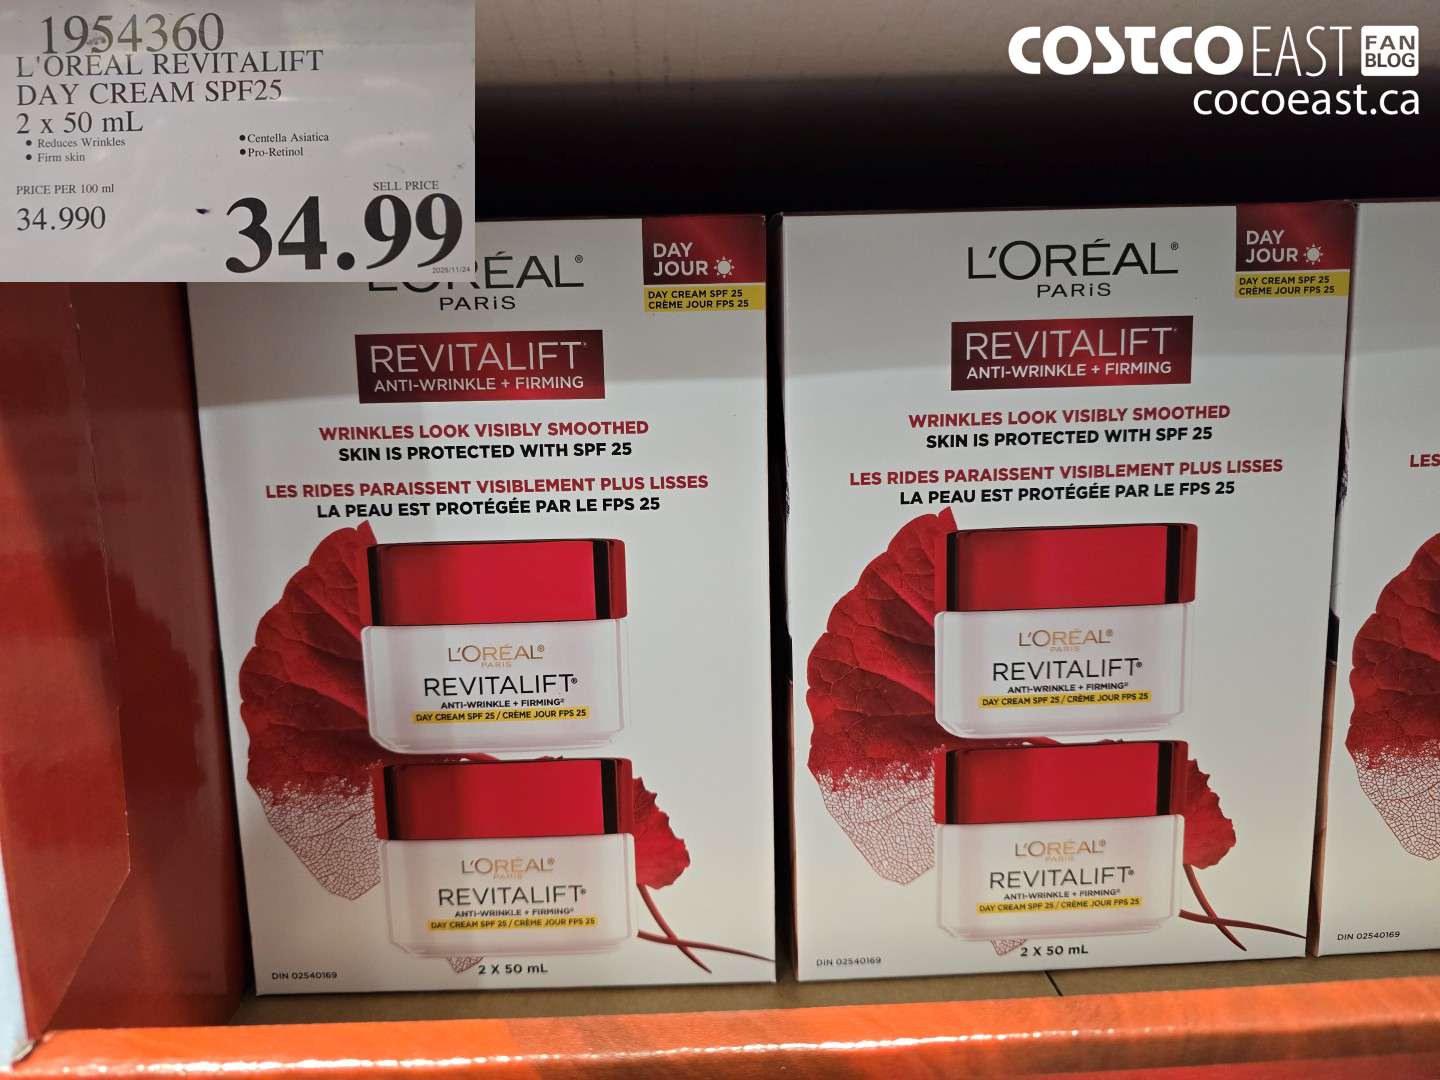 1954360
L'OREAL REVITALIFT
DAY CREAM SPF25
2 x 50 mL
• Reduces Wrinkles
• Firm skin
• Centella Asiatica
• Pro-Retinol
PRICE PER 100 ml
34.990
SELL PRICE
34.99
2025/11/24
COSTCO EAST FAN BLOG
cocoeast.ca
L'ORÉAL®
PARIS
DAY
JOUR
DAY CREAM SPF 25
CRÈME JOUR FPS 25
REVITALIFT®
ANTI-WRINKLE + FIRMING
WRINKLES LOOK VISIBLY SMOOTHED
SKIN IS PROTECTED WITH SPF 25
LES RIDES PARAISSENT VISIBLEMENT PLUS LISSES
LA PEAU EST PROTÉGÉE PAR LE FPS 25
L'ORÉAL®
PARIS
REVITALIFT®
ANTI-WRINKLE + FIRMING
DAY CREAM SPF 25 / CRÈME JOUR FPS 25
L'ORÉAL®
PARIS
REVITALIFT®
ANTI-WRINKLE + FIRMING
DAY CREAM SPF 25 / CRÈME JOUR FPS 25
DIN 02540169
2 X 50 mL
L'ORÉAL®
PARIS
DAY
JOUR
DAY CREAM SPF 25
CRÈME JOUR FPS 25
REVITALIFT®
ANTI-WRINKLE + FIRMING
WRINKLES LOOK VISIBLY SMOOTHED
SKIN IS PROTECTED WITH SPF 25
LES RIDES PARAISSENT VISIBLEMENT PLUS LISSES
LA PEAU EST PROTÉGÉE PAR LE FPS 25
L'ORÉAL®
PARIS
REVITALIFT®
ANTI-WRINKLE + FIRMING
DAY CREAM SPF 25 / CRÈME JOUR FPS 25
L'ORÉAL®
PARIS
REVITALIFT®
ANTI-WRINKLE + FIRMING
DAY CREAM SPF 25 / CRÈME JOUR FPS 25
DIN 02540169
2 X 50 mL
LES
DIN 02540169